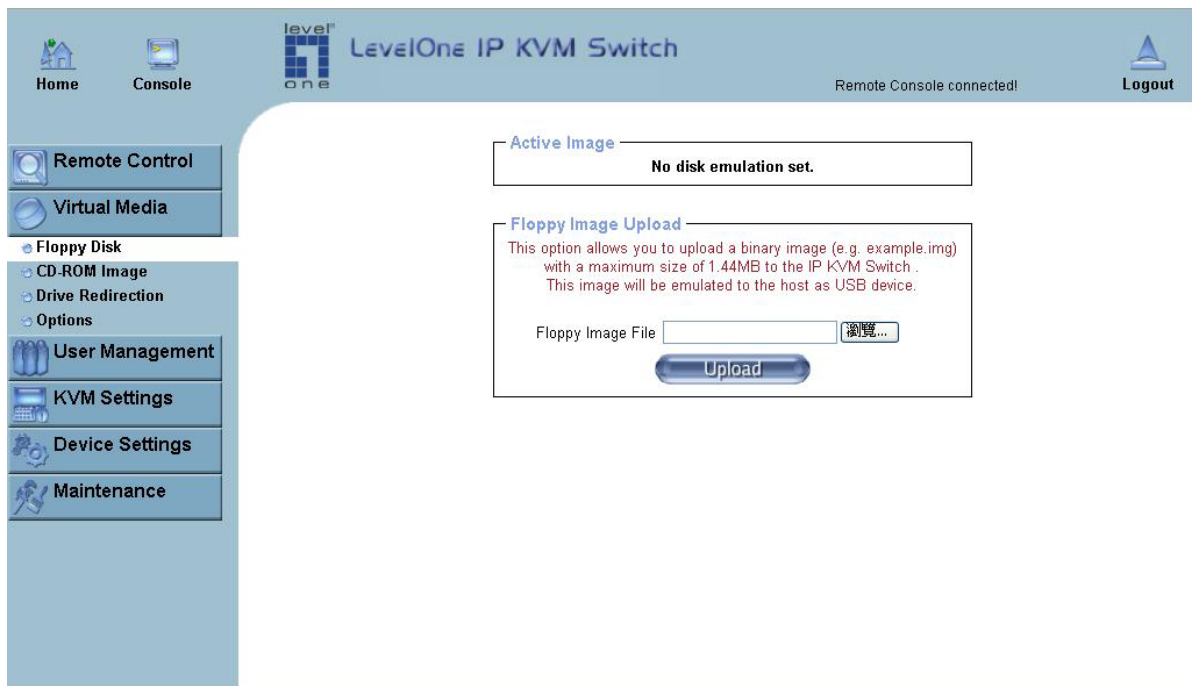 Home
Console
level
one
LevelOne IP KVM Switch
Remote Console connected!
Logout
Remote Control
Virtual Media
Floppy Disk
CD-ROM Image
Drive Redirection
Options
User Management
KVM Settings
Device Settings
Maintenance
Active Image
No disk emulation set.
Floppy Image Upload
This option allows you to upload a binary image (e.g. example.img)
with a maximum size of 1.44MB to the IP KVM Switch .
This image will be emulated to the host as USB device.
Floppy Image File
瀏覽...
Upload